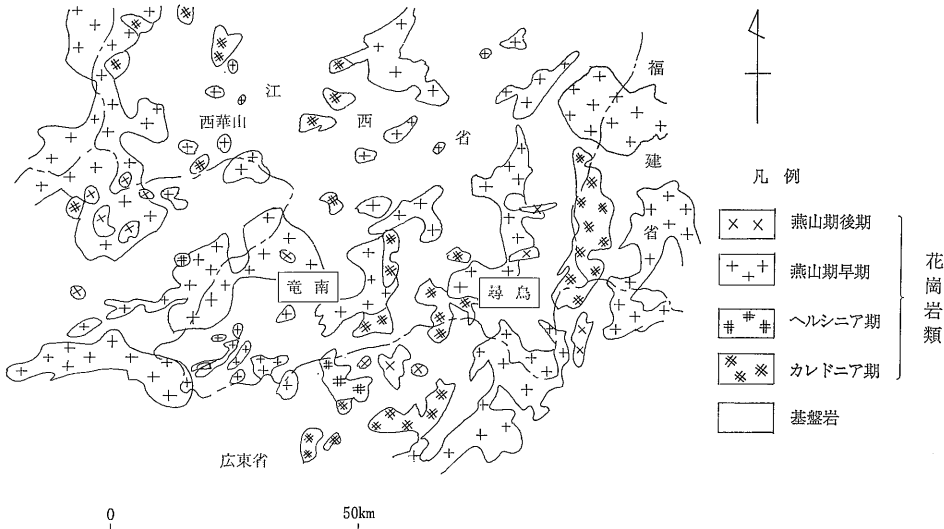 江
西
省
西華山
福
建
省
竜南
尋烏
広東省
0 50km
凡例
燕山期後期
燕山期早期
ヘルシニア期
カレドニア期
基盤岩
花崗岩類